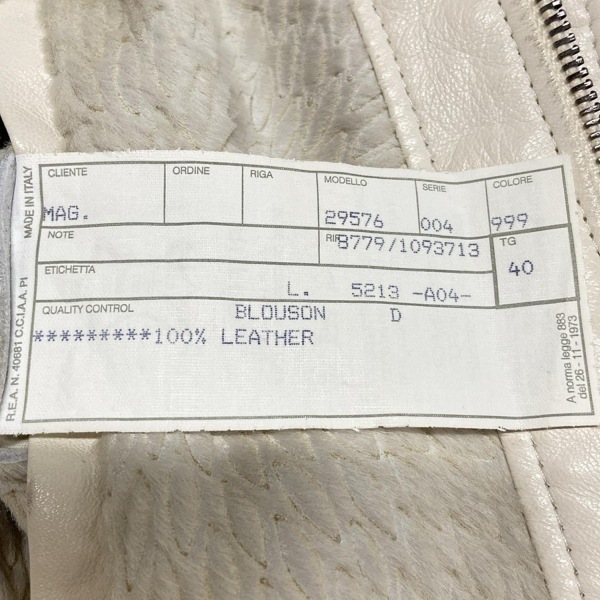 MADE IN ITALY
R.E.A. N. 40681 C.C.I.A.A. PI
CLIENTE ORDINE RIGA MODELLO SERIE COLORE
MAG. 29576 004 999
NOTE RIF 8779/1093713 TG
40
ETICHETTA
L. 5213 -A04-
QUALITY CONTROL BLOUSON D
*********100% LEATHER
A norma legge 883
del 26 - 11 - 1973